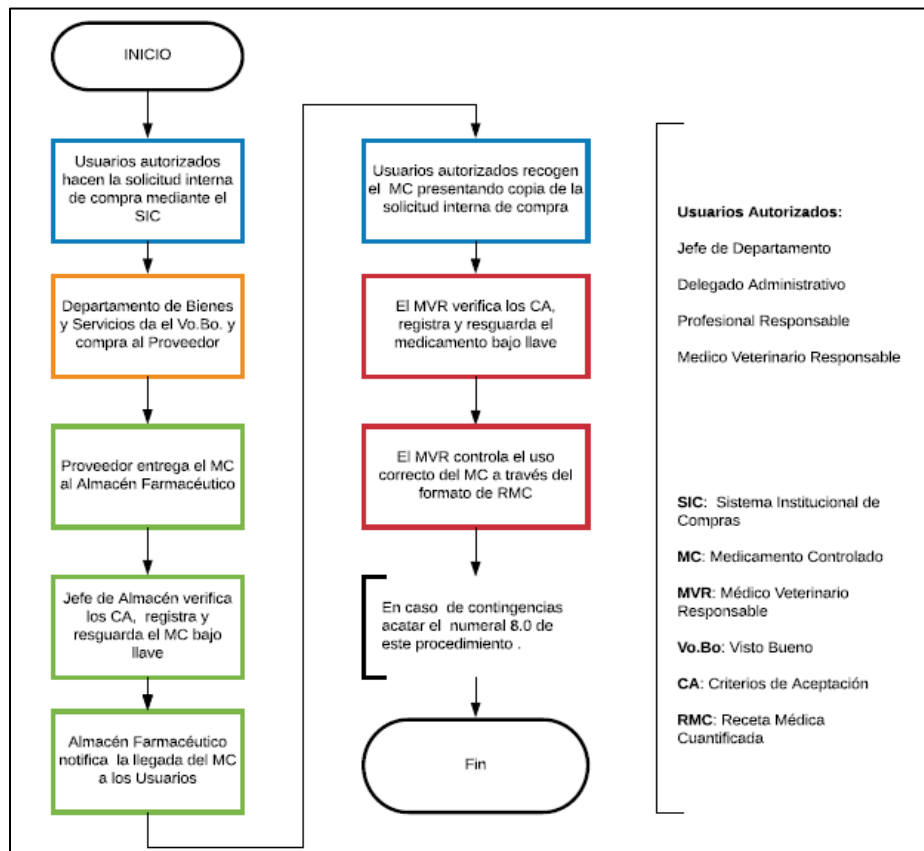 INICIO
Usuarios autorizados
hacen la solicitud interna
de compra mediante el
SIC
Departamento de Bienes
y Servicios da el Vo.Bo. y
compra al Proveedor
Proveedor entrega el MC
al Almacén Farmacéutico
Jefe de Almacén verifica
los CA, registra y
resguarda el MC bajo
llave
Almacén Farmacéutico
notifica la llegada del MC
a los Usuarios
Usuarios autorizados recogen
el MC presentando copia de la
solicitud interna de compra
El MVR verifica los CA,
registra y resguarda el
medicamento bajo llave
El MVR controla el uso
correcto del MC a través del
formato de RMC
En caso de contingencias
acatar el numeral 8.0 de
este procedimiento .
Fin
Usuarios Autorizados:
Jefe de Departamento
Delegado Administrativo
Profesional Responsable
Medico Veterinario Responsable
SIC: Sistema Institucional de
Compras
MC: Medicamento Controlado
MVR: Médico Veterinario
Responsable
Vo.Bo: Visto Bueno
CA: Criterios de Aceptación
RMC: Receta Médica
Cuantificada